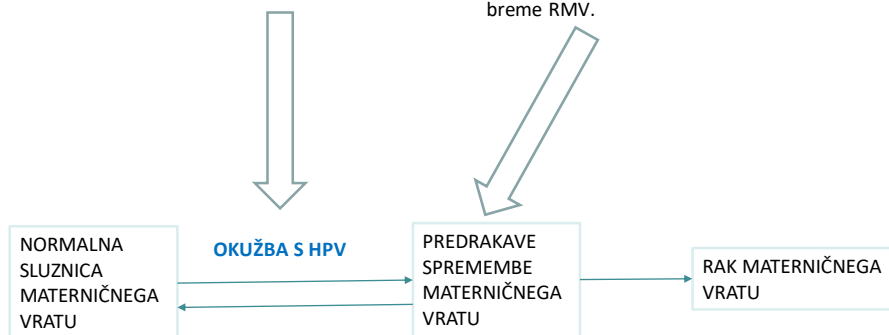 breme RMV.
NORMALNA
SLUZNICA
MATERNIČNEGA
VRATU
OKUŽBA S HPV
PREDRAKAVE
SPREMEMBE
MATERNIČNEGA
VRATU
RAK MATERNIČNEGA
VRATU